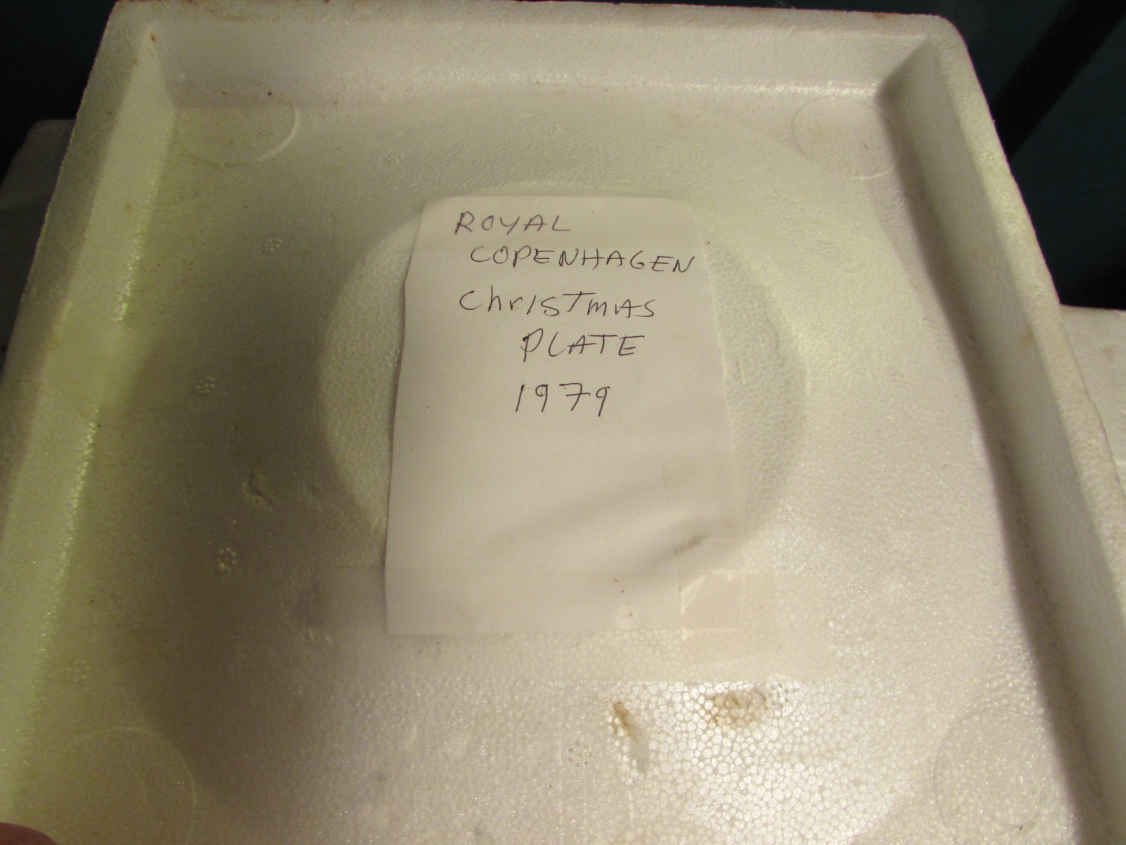 ROYAL
COPENHAGEN
ChrISTmAS
PLATE
1979